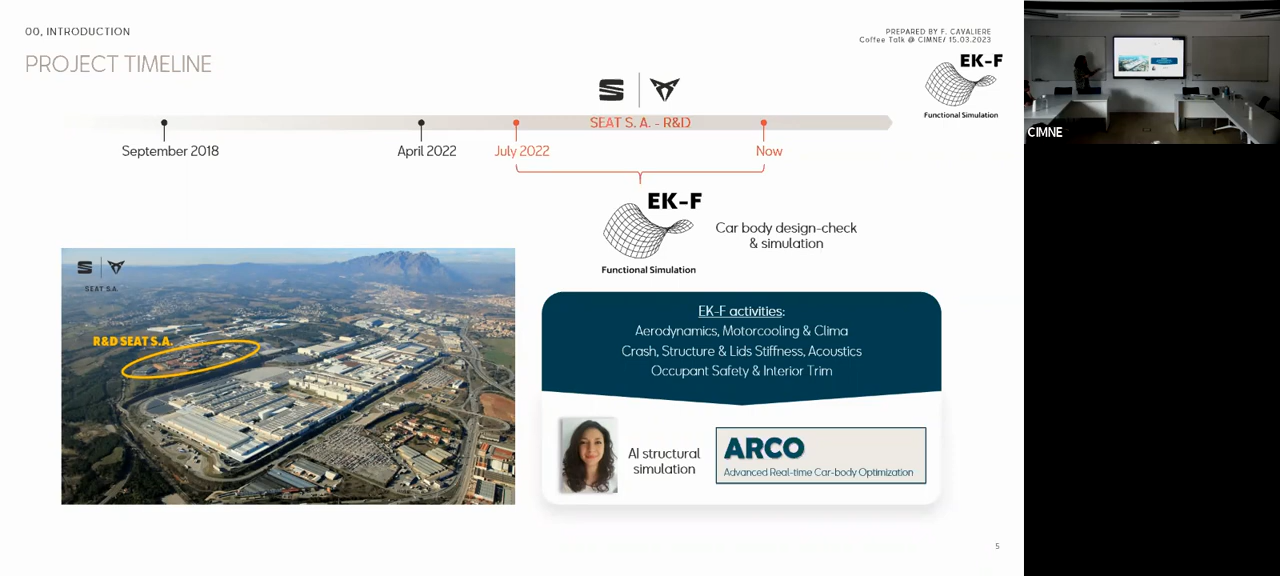 00, INTRODUCTION
PREPARED BY F. CAVALIERE
Coffee Talk @ CIMNE/ 15.03.2023
PROJECT TIMELINE
EK-F
Functional Simulation
CIMNE
SEAT S. A. - R&D
September 2018
April 2022
July 2022
Now
EK-F
Functional Simulation
Car body design-check
& simulation
SEAT S.A.
R&D SEAT S.A.
EK-F activities:
Aerodynamics, Motorcooling & Clima
Crash, Structure & Lids Stiffness, Acoustics
Occupant Safety & Interior Trim
AI structural
simulation
ARCO
Advanced Real-time Car-body Optimization
5